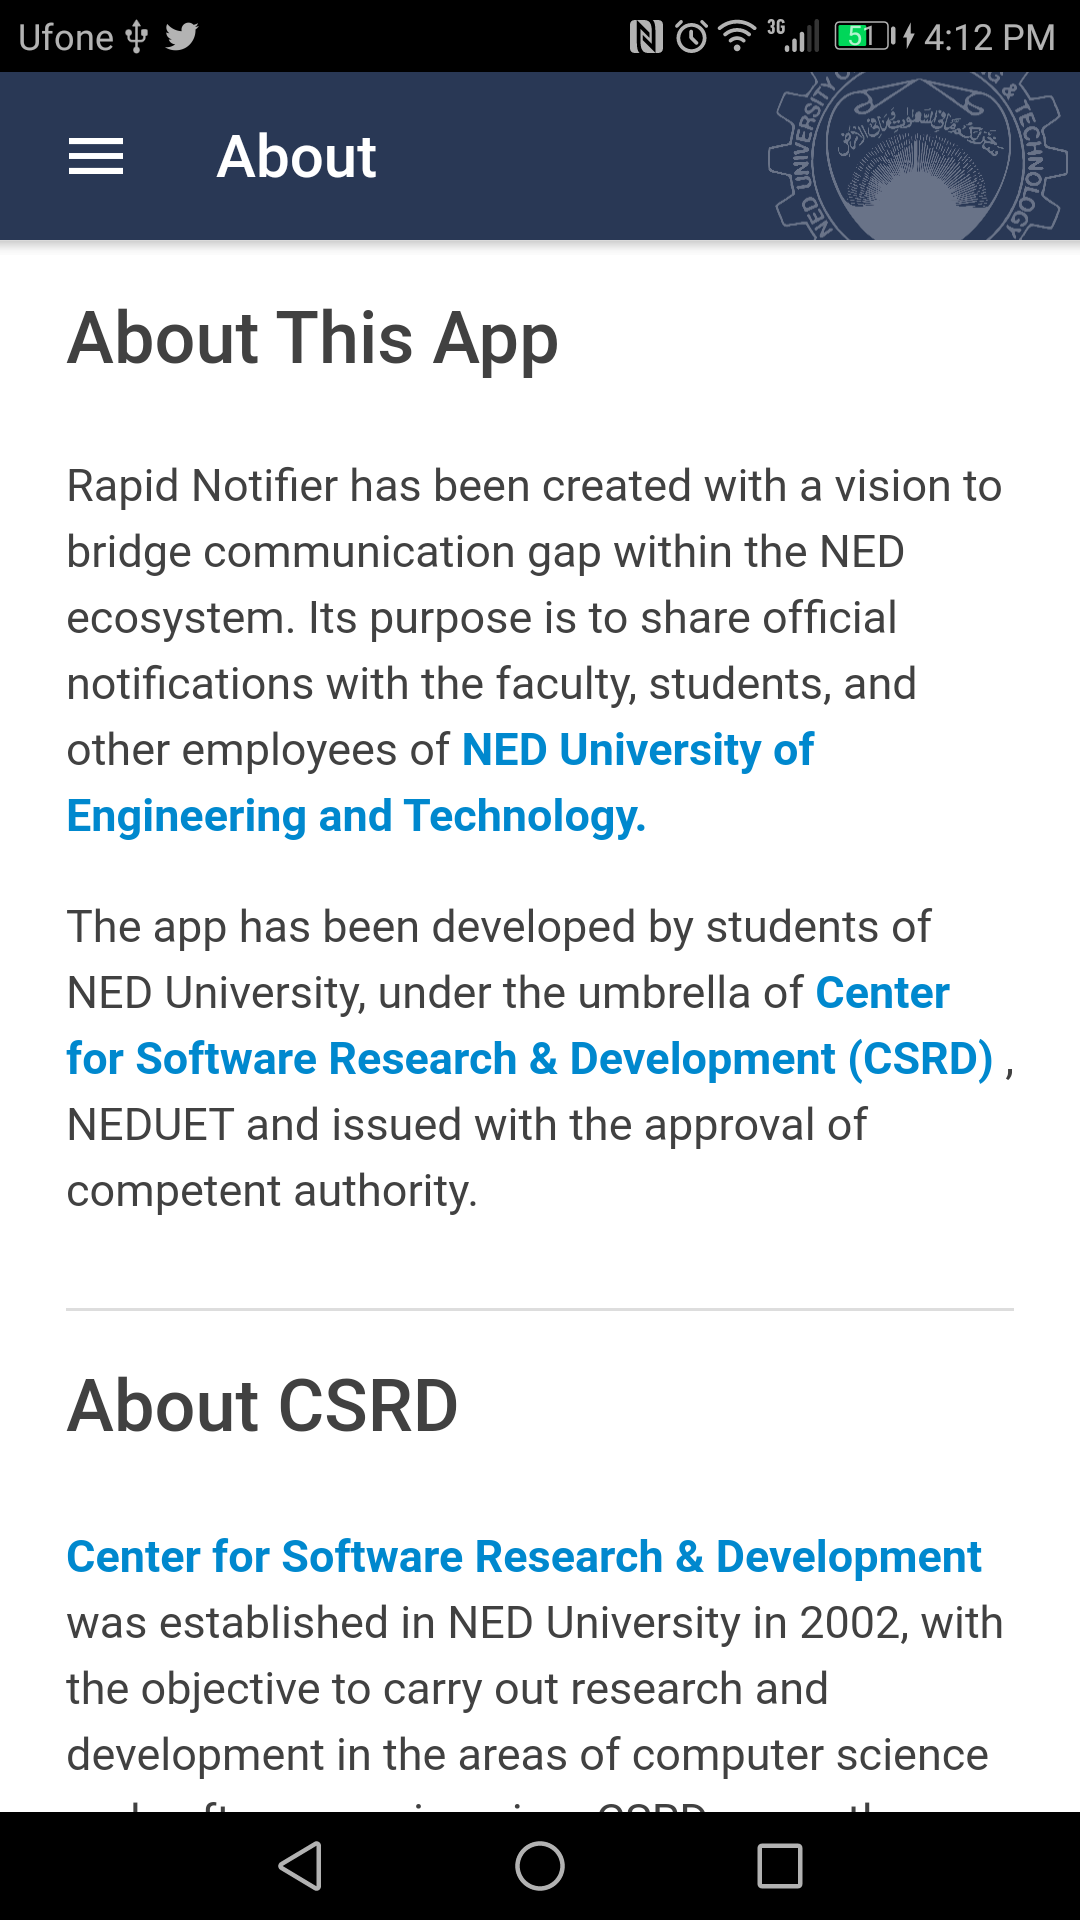 Ufone
3G
51
4:12 PM
About
NED UNIVERSITY O
G & TECHNOLOGY
About This App
Rapid Notifier has been created with a vision to
bridge communication gap within the NED
ecosystem. Its purpose is to share official
notifications with the faculty, students, and
other employees of NED University of
Engineering and Technology.
The app has been developed by students of
NED University, under the umbrella of Center
for Software Research & Development (CSRD) ,
NEDUET and issued with the approval of
competent authority.
About CSRD
Center for Software Research & Development
was established in NED University in 2002, with
the objective to carry out research and
development in the areas of computer science